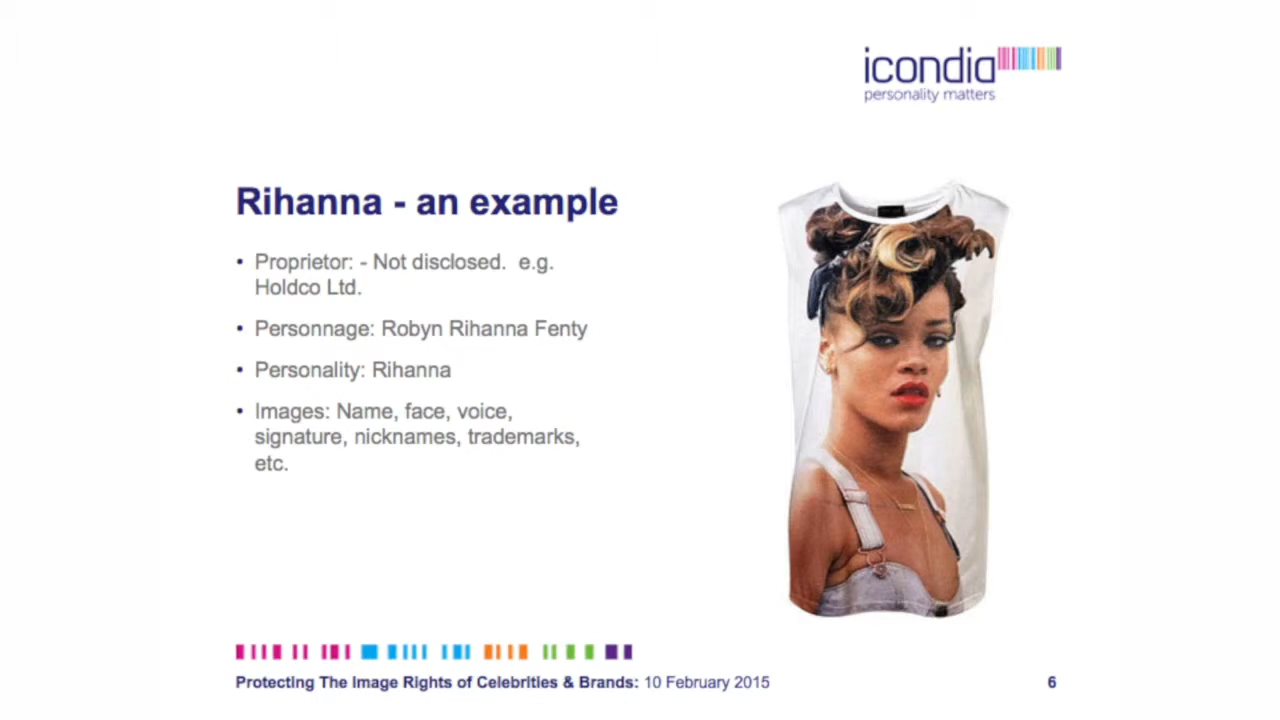 icondia
personality matters
Rihanna - an example
• Proprietor: - Not disclosed. e.g.
Holdco Ltd.
• Personnage: Robyn Rihanna Fenty
• Personality: Rihanna
• Images: Name, face, voice,
signature, nicknames, trademarks,
etc.
Protecting The Image Rights of Celebrities & Brands: 10 February 2015
6